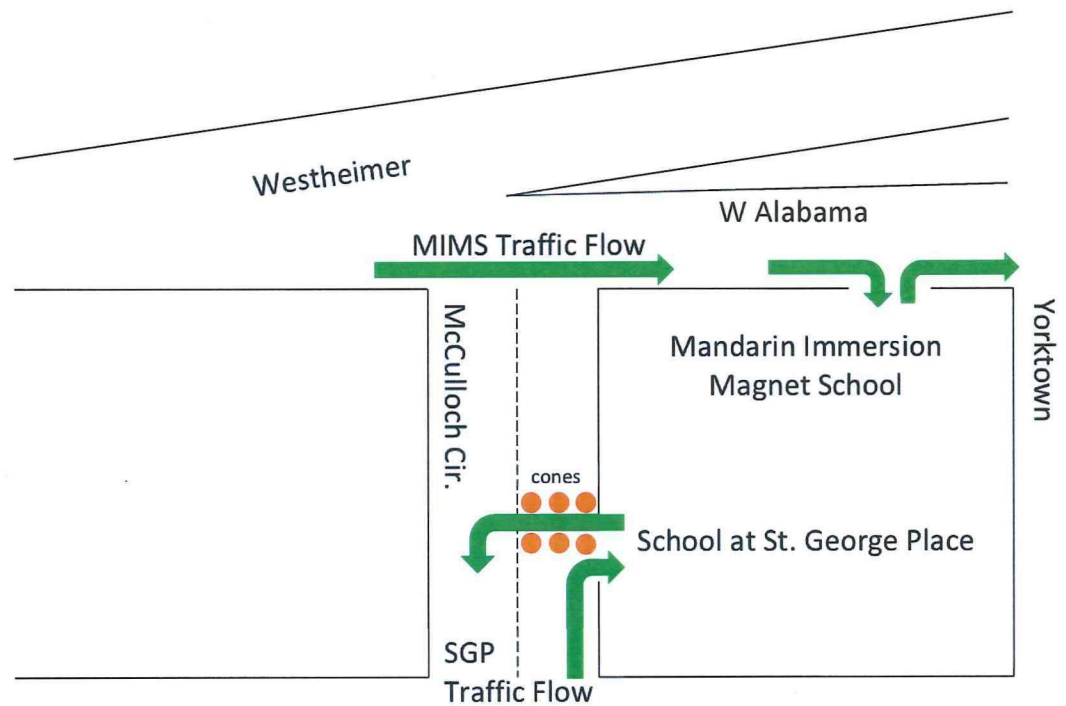 Westheimer
W Alabama
MIMS Traffic Flow
McCulloch Cir.
Mandarin Immersion
Magnet School
Yorktown
cones
School at St. George Place
SGP
Traffic Flow